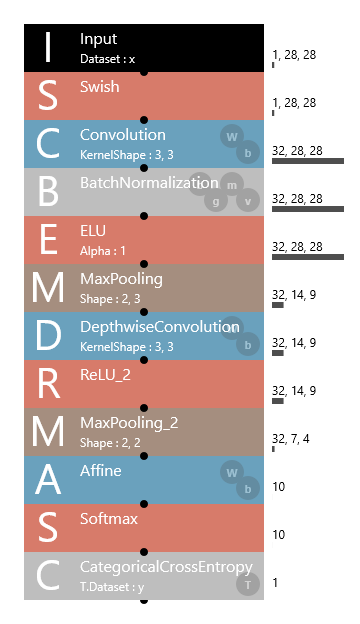 I Input 1, 28, 28
Dataset : x
S Swish 1, 28, 28
C Convolution W 32, 28, 28
KernelShape : 3, 3 b
B BatchNormalization m 32, 28, 28
g v
E ELU 32, 28, 28
Alpha : 1
M MaxPooling 32, 14, 9
Shape : 2, 3
D DepthwiseConvolution 32, 14, 9
KernelShape : 3, 3 b
R ReLU_2 32, 14, 9
M MaxPooling_2 32, 7, 4
Shape : 2, 2
A Affine W 10
b
S Softmax 10
C CategoricalCrossEntropy 1
T.Dataset : y T